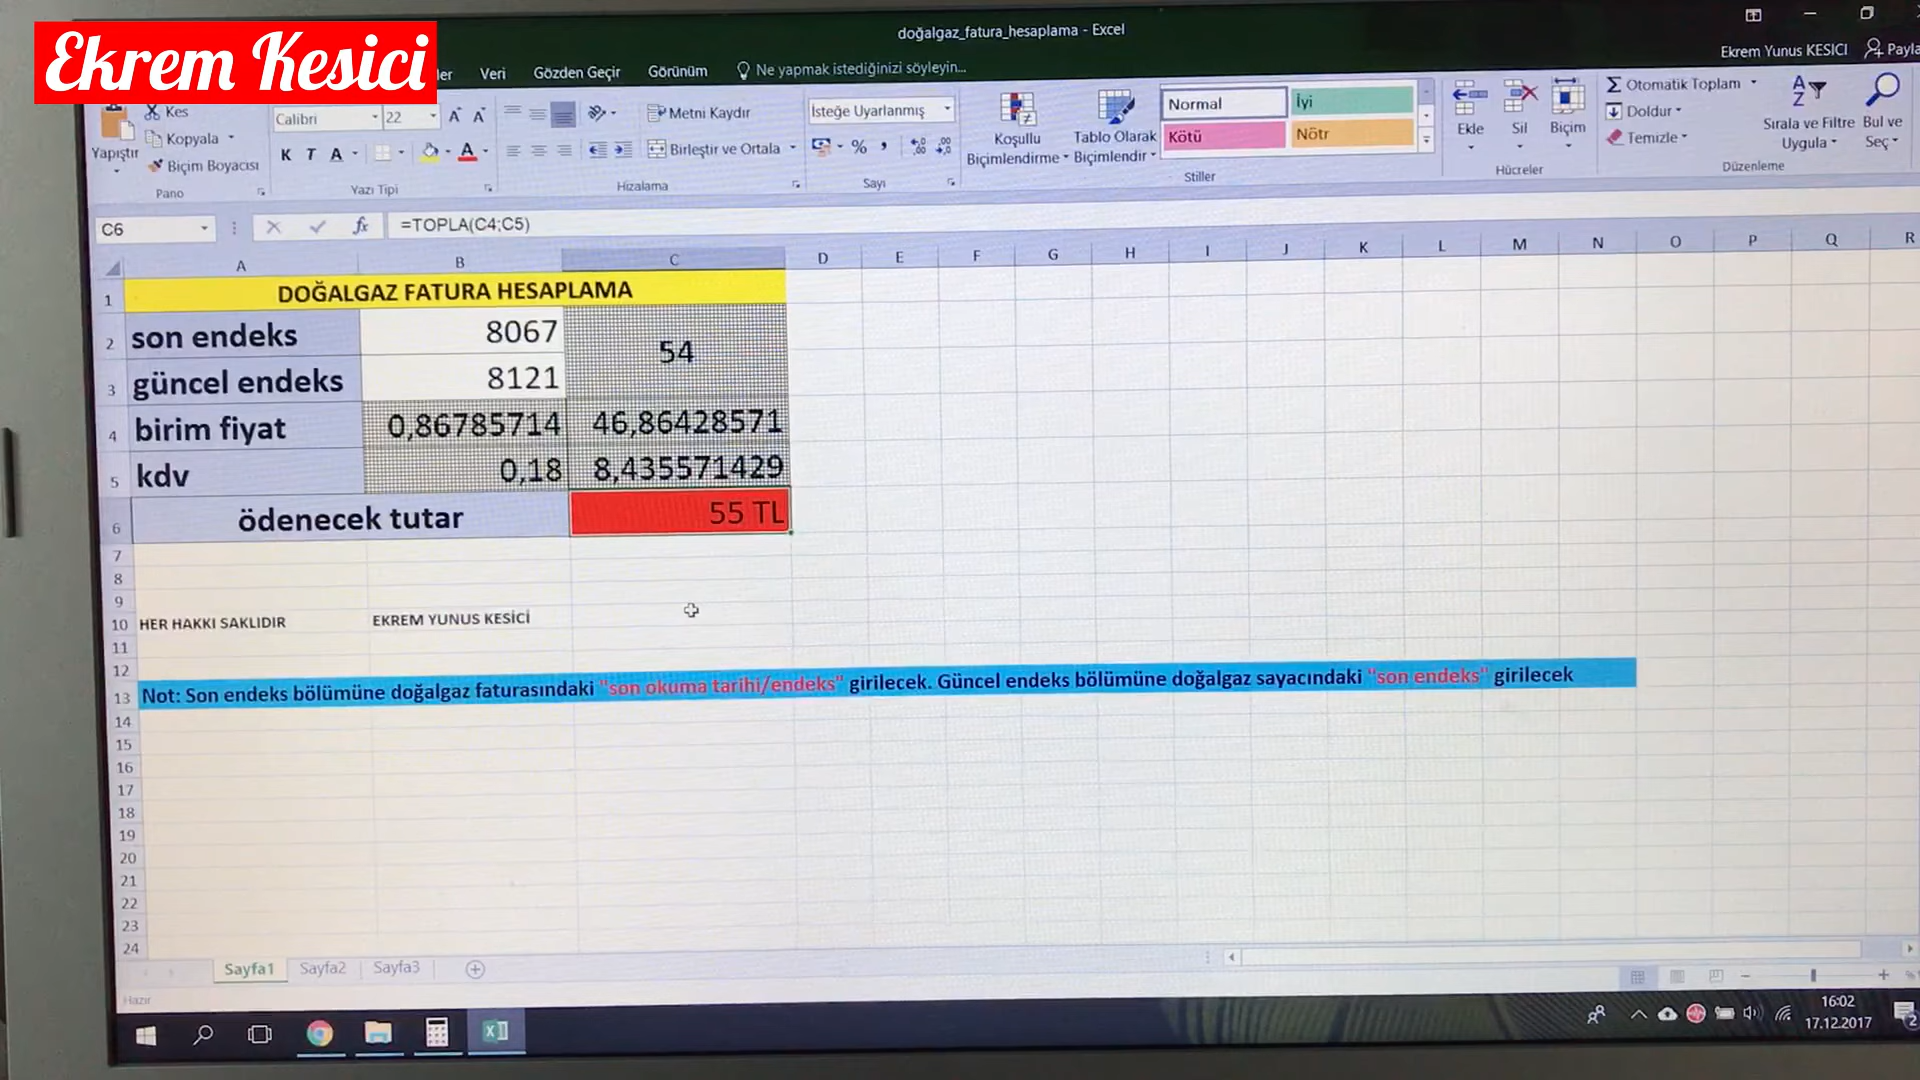 Ekrem Kesici
doğalgaz_fatura_hesaplama - Excel
Ekrem Yunus KESICI
Veri Gözden Geçir Görünüm Ne yapmak istediğinizi söyleyin...
Kes
Kopyala
Biçim Boyacısı
Yapıştır
Pano
Calibri 22
K T A
Yazı Tipi
Metni Kaydır
Birleştir ve Ortala
Hizalama
İsteğe Uyarlanmış
%
Sayı
Koşullu
Biçimlendirme
Tablo Olarak
Biçimlendir
Normal İyi
Kötü Nötr
Stiller
Ekle Sil Biçim
Hücreler
Otomatik Toplam
Doldur
Temizle
Sırala ve Filtre
Uygula
Bul ve
Seç
Düzenleme
C6 fx =TOPLA(C4;C5)
A B C D E F G H I J K L M N O P Q R
1 DOĞALGAZ FATURA HESAPLAMA
2 son endeks 8067 54
3 güncel endeks 8121
4 birim fiyat 0,86785714 46,86428571
5 kdv 0,18 8,435571429
6 ödenecek tutar 55 TL
7
8
9
10 HER HAKKI SAKLIDIR EKREM YUNUS KESİCİ
11
12
13 Not: Son endeks bölümüne doğalgaz faturasındaki "son okuma tarihi/endeks" girilecek. Güncel endeks bölümüne doğalgaz sayacındaki "son endeks" girilecek
14
15
16
17
18
19
20
21
22
23
24
Sayfa1 Sayfa2 Sayfa3
Hazır
16:02
17.12.2017
2